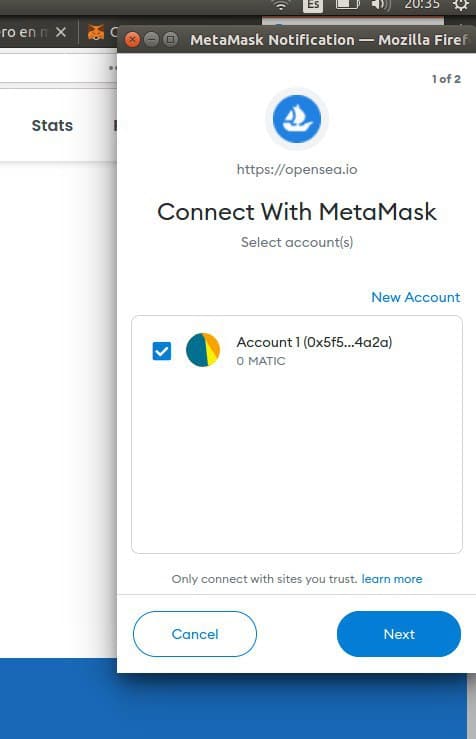 Es
20:35
ro en
MetaMask Notification — Mozilla Firef
1 of 2
Stats
https://opensea.io
Connect With MetaMask
Select account(s)
New Account
Account 1 (0x5f5...4a2a)
0 MATIC
Only connect with sites you trust. learn more
Cancel
Next